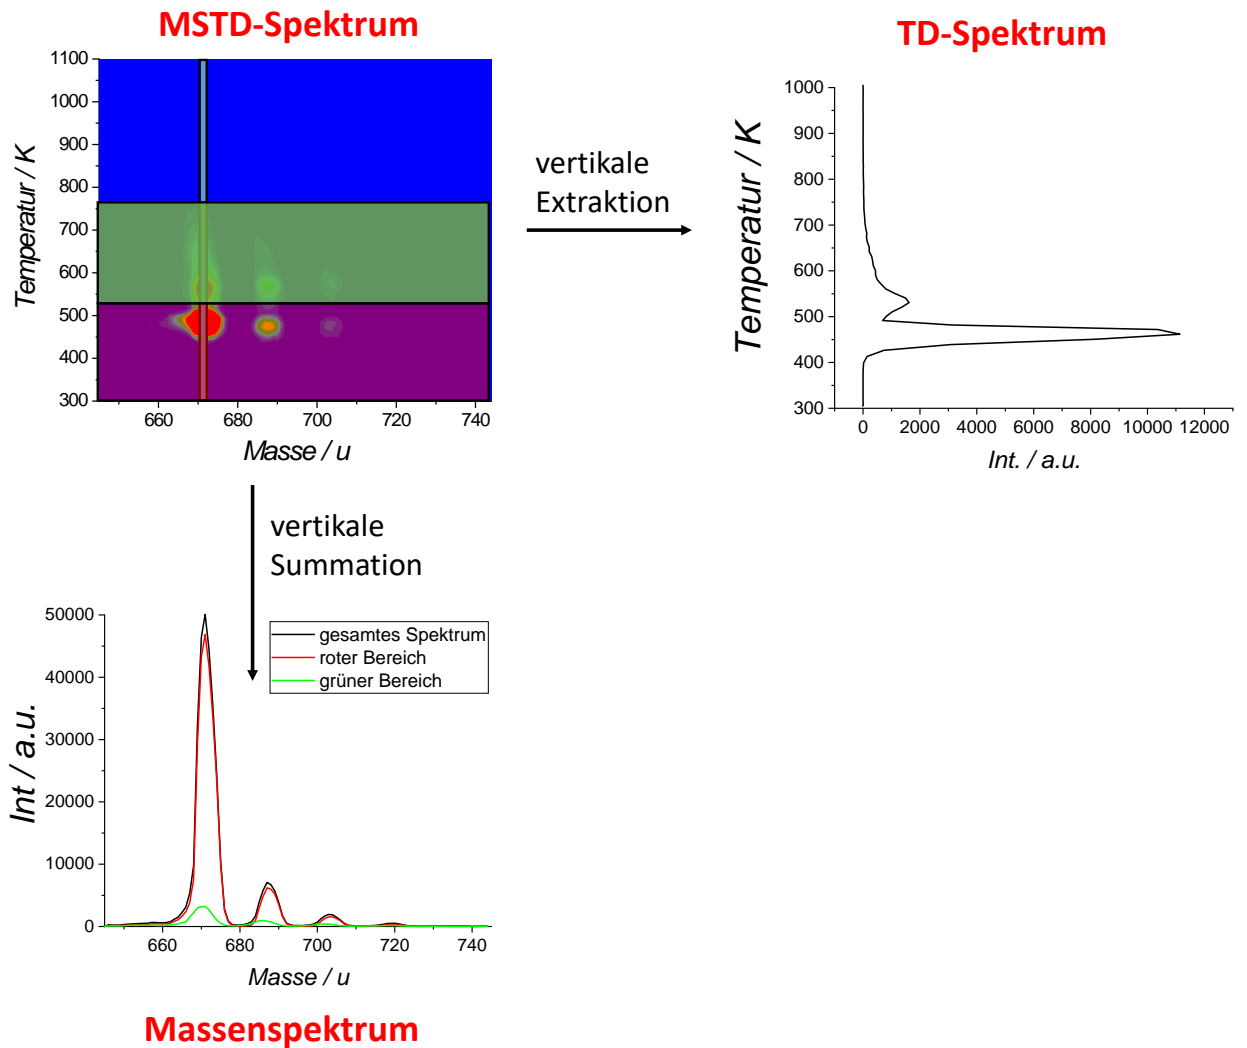 MSTD-Spektrum
TD-Spektrum
1100
1000
900
800
700
600
500
400
300
Temperatur / K
660
680
700
720
740
Masse / u
vertikale
Extraktion
1000
900
800
700
600
500
400
300
Temperatur / K
0
2000
4000
6000
8000
10000
12000
Int. / a.u.
vertikale
Summation
50000
40000
30000
20000
10000
0
Int / a.u.
gesamtes Spektrum
roter Bereich
grüner Bereich
660
680
700
720
740
Masse / u
Massenspektrum